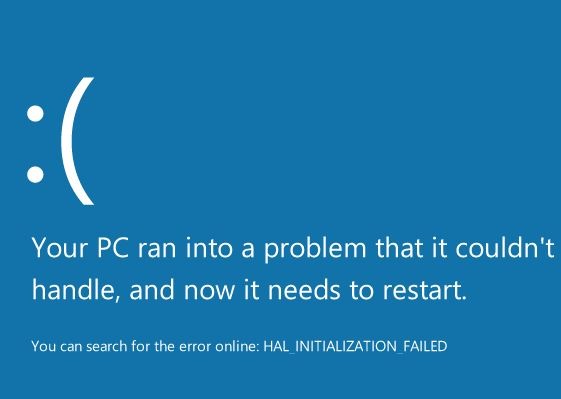 :(
Your PC ran into a problem that it couldn't
handle, and now it needs to restart.
You can search for the error online: HAL_INITIALIZATION_FAILED